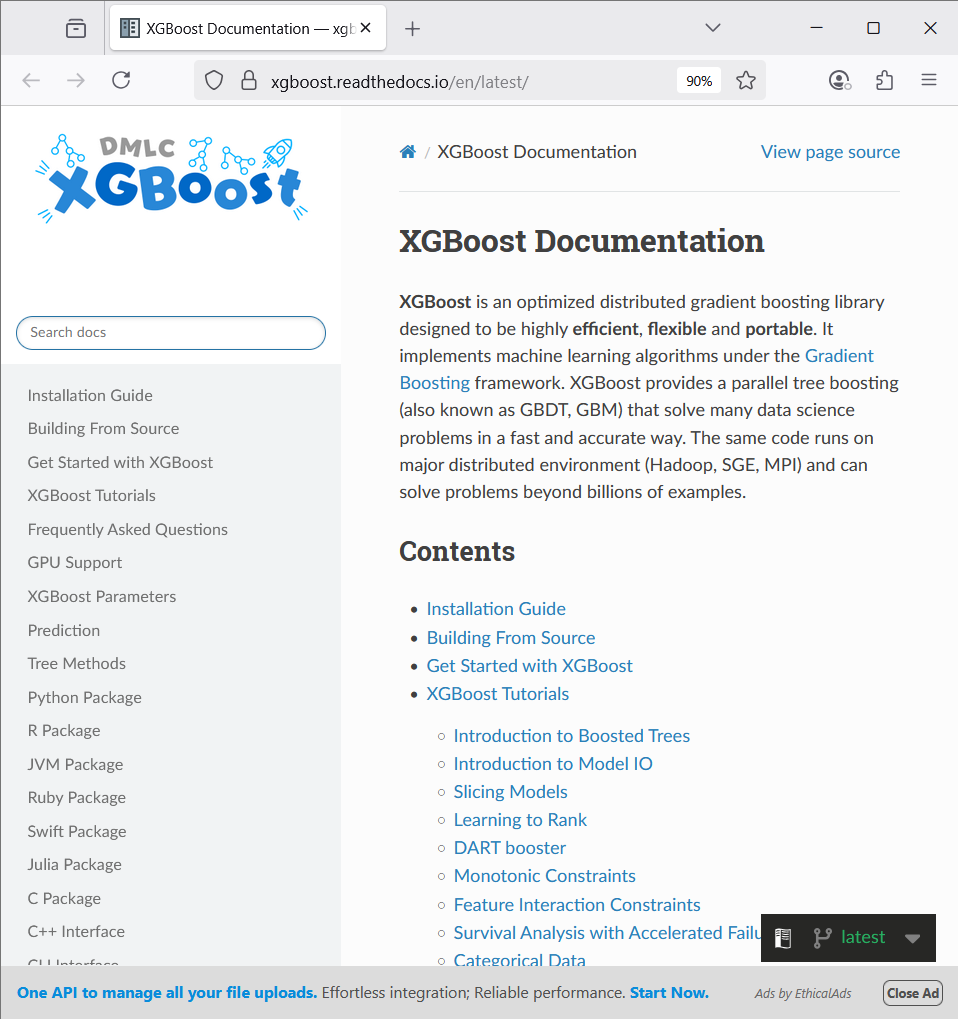 XGBoost Documentation — xgb
xgboost.readthedocs.io/en/latest/
90%
DMLC
XGBoost
Search docs
Installation Guide
Building From Source
Get Started with XGBoost
XGBoost Tutorials
Frequently Asked Questions
GPU Support
XGBoost Parameters
Prediction
Tree Methods
Python Package
R Package
JVM Package
Ruby Package
Swift Package
Julia Package
C Package
C++ Interface
CLI Interface
/ XGBoost Documentation
View page source
XGBoost Documentation
XGBoost is an optimized distributed gradient boosting library
designed to be highly efficient, flexible and portable. It
implements machine learning algorithms under the Gradient
Boosting framework. XGBoost provides a parallel tree boosting
(also known as GBDT, GBM) that solve many data science
problems in a fast and accurate way. The same code runs on
major distributed environment (Hadoop, SGE, MPI) and can
solve problems beyond billions of examples.
Contents
• Installation Guide
• Building From Source
• Get Started with XGBoost
• XGBoost Tutorials
○ Introduction to Boosted Trees
○ Introduction to Model IO
○ Slicing Models
○ Learning to Rank
○ DART booster
○ Monotonic Constraints
○ Feature Interaction Constraints
○ Survival Analysis with Accelerated Failu
○ Categorical Data
latest
One API to manage all your file uploads. Effortless integration; Reliable performance. Start Now.
Ads by EthicalAds
Close Ad